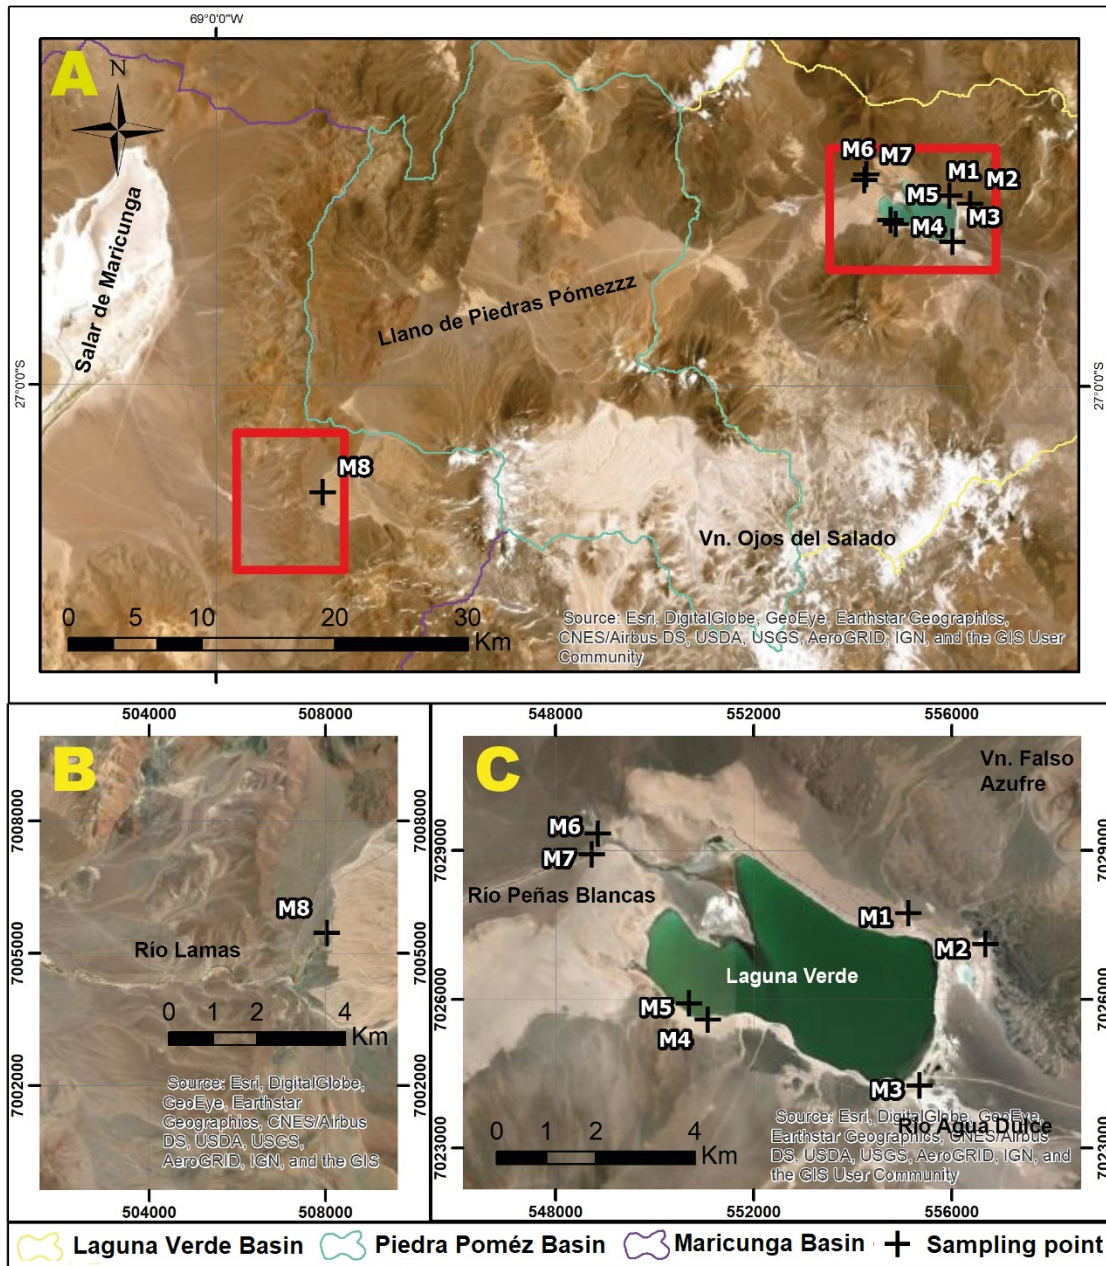 69°0'0"W
A
N
M6
M7
M1
M2
M5
M3
M4
Salar de Maricunga
Llano de Piedras Pómezzz
27°0'0"S
27°0'0"S
M8
Vn. Ojos del Salado
0 5 10 20 30
Km
Source: Esri, DigitalGlobe, GeoEye, Earthstar Geographics,
CNES/Airbus DS, USDA, USGS, AeroGRID, IGN, and the GIS User
Community
504000 508000
B
7008000
7008000
M8
Río Lamas
7005000
7005000
0 1 2 4
Km
7002000
7002000
Source: Esri, DigitalGlobe,
GeoEye, Earthstar
Geographics, CNES/Airbus
DS, USDA, USGS,
AeroGRID, IGN, and the GIS
504000 508000
548000 552000 556000
C
Vn. Falso
Azufre
M6
7029000
7029000
M7
Río Peñas Blancas
M1
M2
Laguna Verde
7026000
7026000
M5
M4
M3
Río Agua Dulce
0 1 2 4
Km
7023000
7023000
Source: Esri, DigitalGlobe, GeoEye,
Earthstar Geographics, CNES/Airbus
DS, USDA, USGS, AeroGRID, IGN, and
the GIS User Community
548000 552000 556000
Laguna Verde Basin Piedra Poméz Basin Maricunga Basin Sampling point